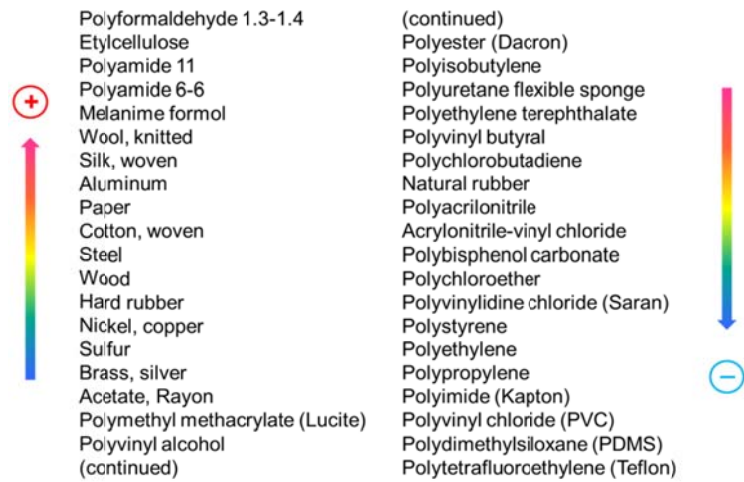 Polyformaldehyde 1.3-1.4
Etylcellulose
Polyamide 11
Polyamide 6-6
Melanime formol
Wool, knitted
Silk, woven
Aluminum
Paper
Cotton, woven
Steel
Wood
Hard rubber
Nickel, copper
Sulfur
Brass, silver
Acetate, Rayon
Polymethyl methacrylate (Lucite)
Polyvinyl alcohol
(continued)
(continued)
Polyester (Dacron)
Polyisobutylene
Polyuretane flexible sponge
Polyethylene terephthalate
Polyvinyl butyral
Polychlorobutadiene
Natural rubber
Polyacrilonitrile
Acrylonitrile-vinyl chloride
Polybisphenol carbonate
Polychloroether
Polyvinylidine chloride (Saran)
Polystyrene
Polyethylene
Polypropylene
Polyimide (Kapton)
Polyvinyl chloride (PVC)
Polydimethylsiloxane (PDMS)
Polytetrafluoroethylene (Teflon)
+
−